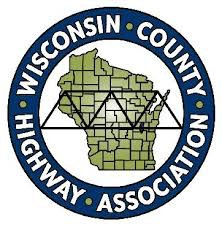 WISCONSIN · COUNTY
· HIGHWAY · ASSOCIATION ·